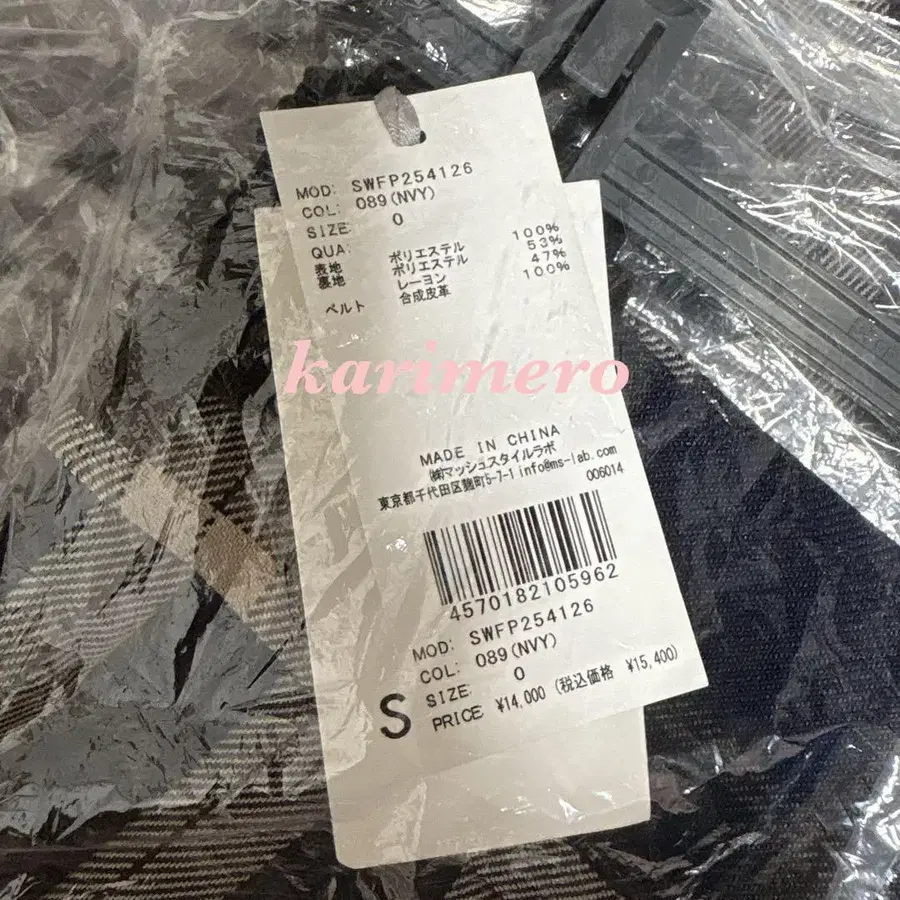 MOD: SWFP254126
COL: 089(NVY)
SIZE: 0
QUA:
表地 ポリエステル 100%
裏地 ポリエステル 53%
レーヨン 47%
ベルト 合成皮革 100%
karimero
MADE IN CHINA
㈱マッシュスタイルラボ
東京都千代田区麹町5-7-1 info@ms-lab.com
006014
4570182105962
MOD: SWFP254126
COL: 089(NVY)
SIZE: 0
S PRICE ¥14,000 (税込価格 ¥15,400)